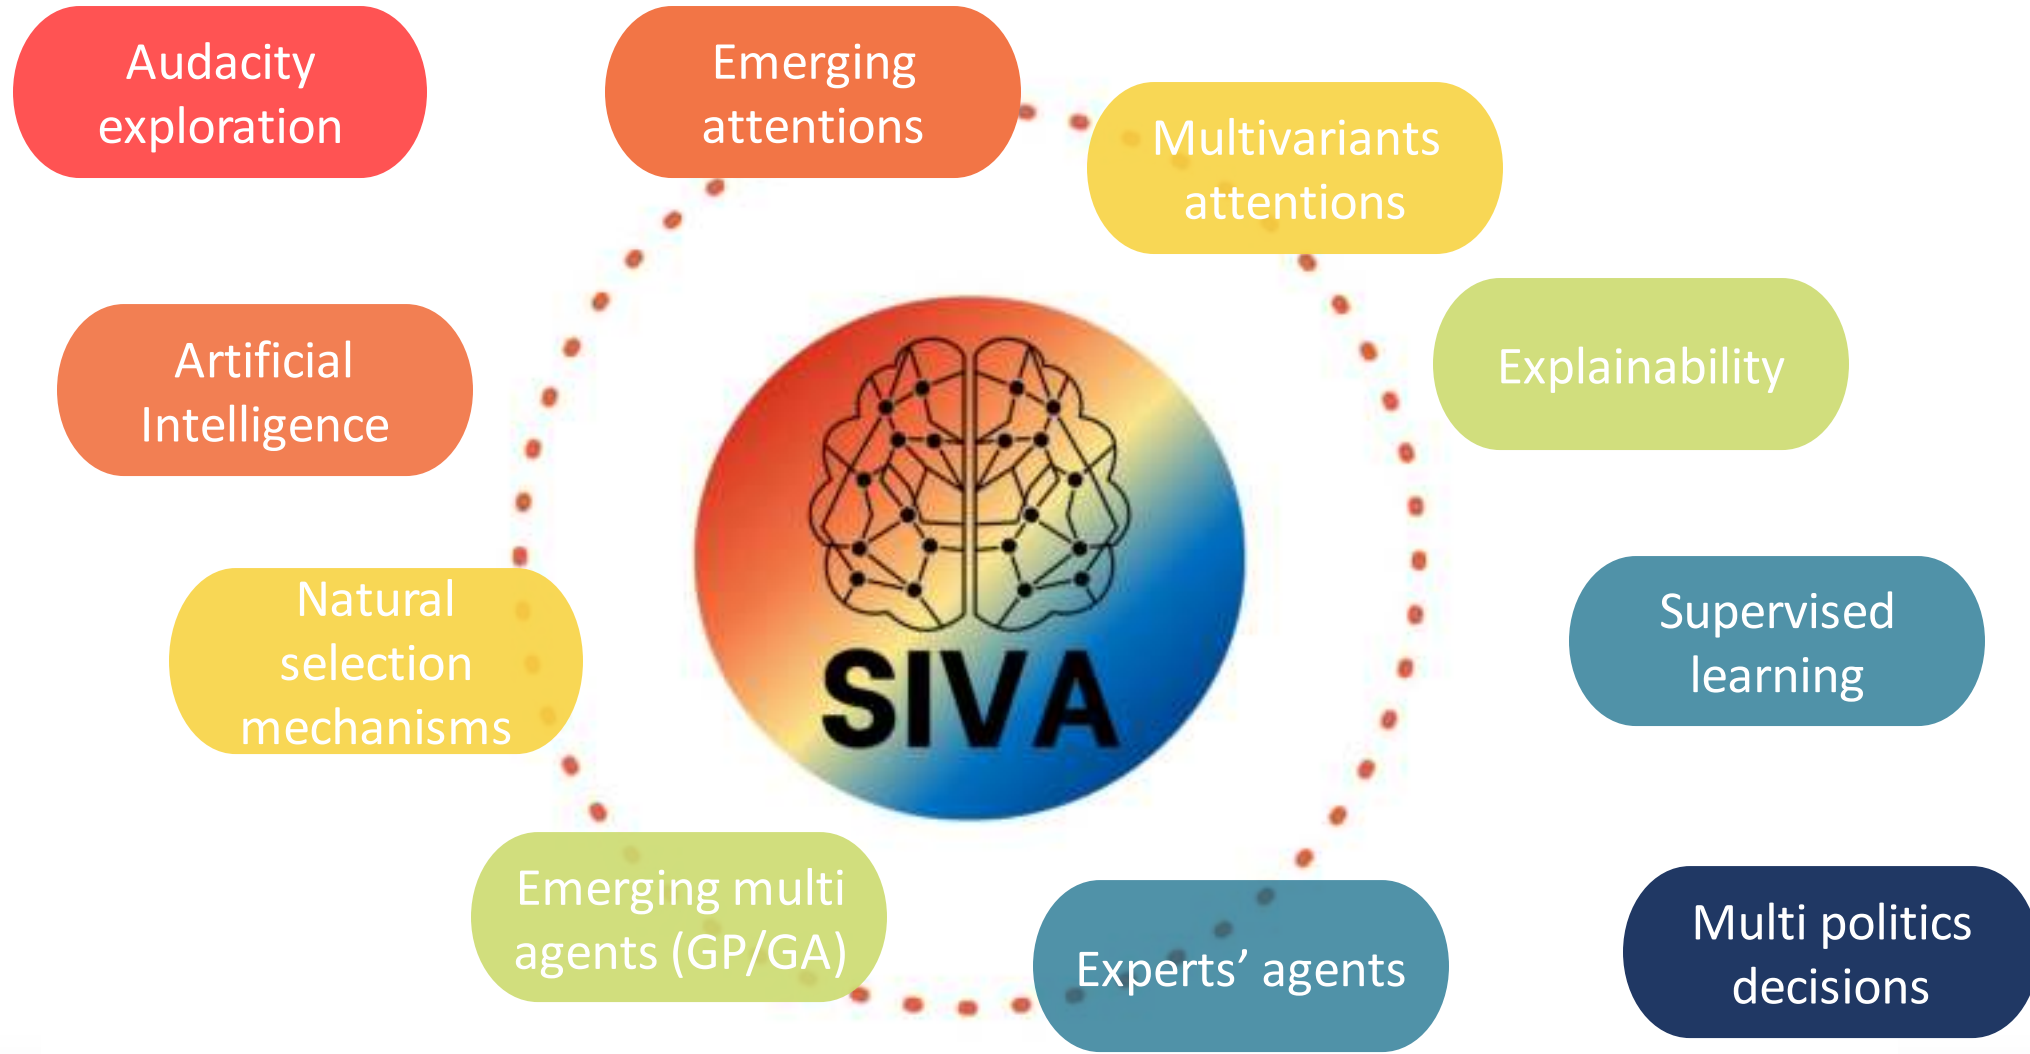 Audacity
exploration
Emerging
attentions
Multivariants
attentions
Artificial
Intelligence
Explainability
Natural
selection
mechanisms
SIVA
Supervised
learning
Emerging multi
agents (GP/GA)
Experts’ agents
Multi politics
decisions